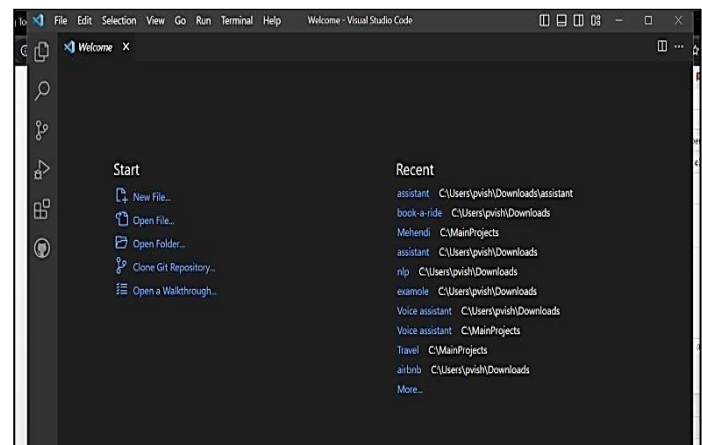 File Edit Selection View Go Run Terminal Help Welcome - Visual Studio Code
Welcome
Start
New File...
Open File...
Open Folder...
Clone Git Repository...
Open a Walkthrough...
Recent
assistant C:\Users\pvish\Downloads\assistant
book-a-ride C:\Users\pvish\Downloads
Mehendi C:\MainProjects
assistant C:\Users\pvish\Downloads
nlp C:\Users\pvish\Downloads
examole C:\Users\pvish\Downloads
Voice assistant C:\Users\pvish\Downloads
Voice assistant C:\MainProjects
Travel C:\MainProjects
airbnb C:\Users\pvish\Downloads
More...